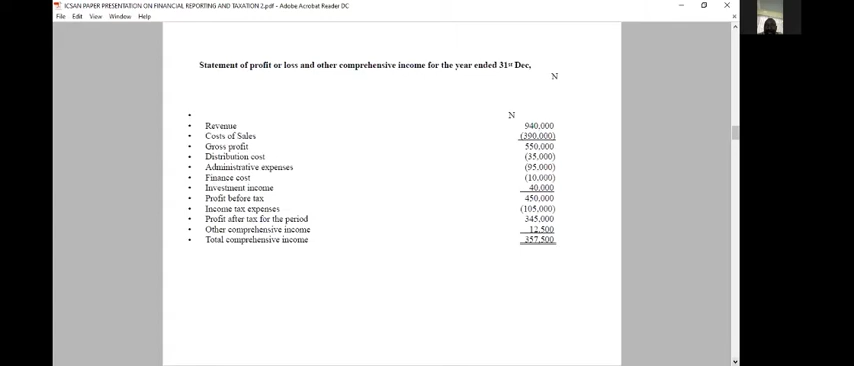 ICSAN PAPER PRESENTATION ON FINANCIAL REPORTING AND TAXATION 2.pdf - Adobe Acrobat Reader DC
File Edit View Window Help
Statement of profit or loss and other comprehensive income for the year ended 31st Dec,
N
• N
• Revenue 940,000
• Costs of Sales (390,000)
• Gross profit 550,000
• Distribution cost (35,000)
• Administrative expenses (95,000)
• Finance cost (10,000)
• Investment income 40,000
• Profit before tax 450,000
• Income tax expenses (105,000)
• Profit after tax for the period 345,000
• Other comprehensive income 12,500
• Total comprehensive income 357,500